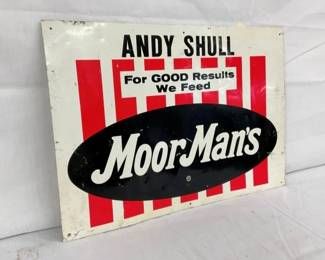 ANDY SHULL
For GOOD Results
We Feed
MoorMan's